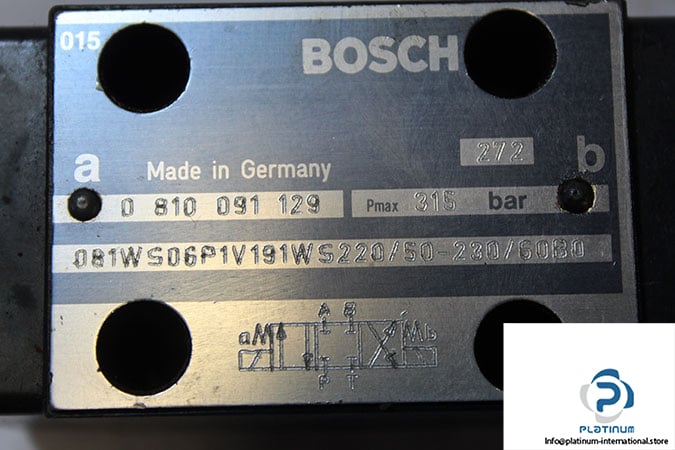 015
BOSCH
272
a
b
Made in Germany
0 810 091 129
Pmax 315 bar
081WS06P1V191WS220/50-230/60B0
A B
a M M b
P T
PLATINUM
Info@platinum-international.store